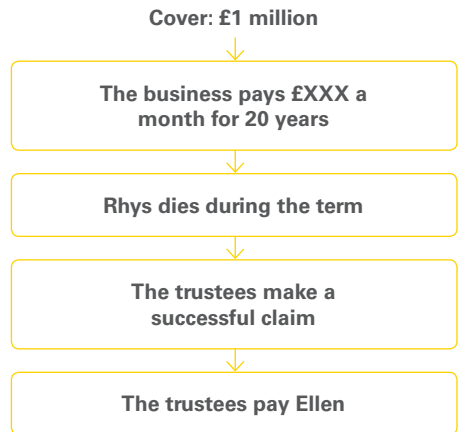 Cover: £1 million
The business pays £XXX a
month for 20 years
Rhys dies during the term
The trustees make a
successful claim
The trustees pay Ellen